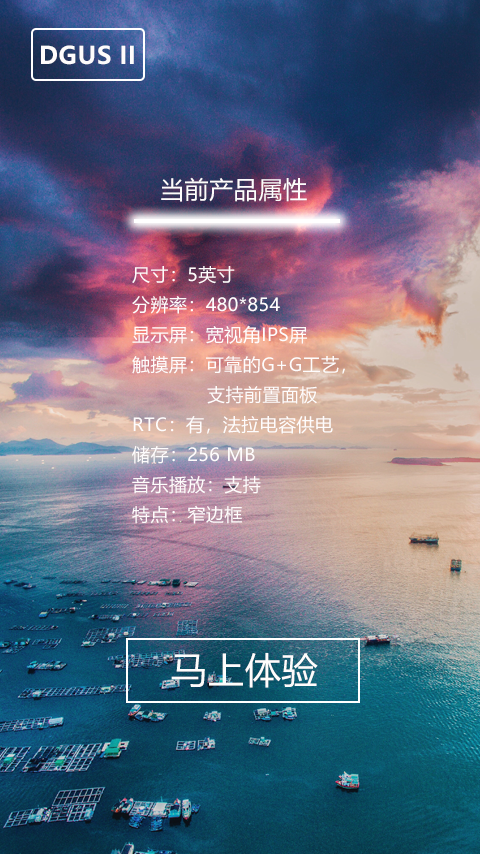 DGUS II
当前产品属性
尺寸：5英寸
分辨率：480*854
显示屏：宽视角IPS屏
触摸屏：可靠的G+G工艺，
支持前置面板
RTC：有，法拉电容供电
储存：256 MB
音乐播放：支持
特点：窄边框
马上体验